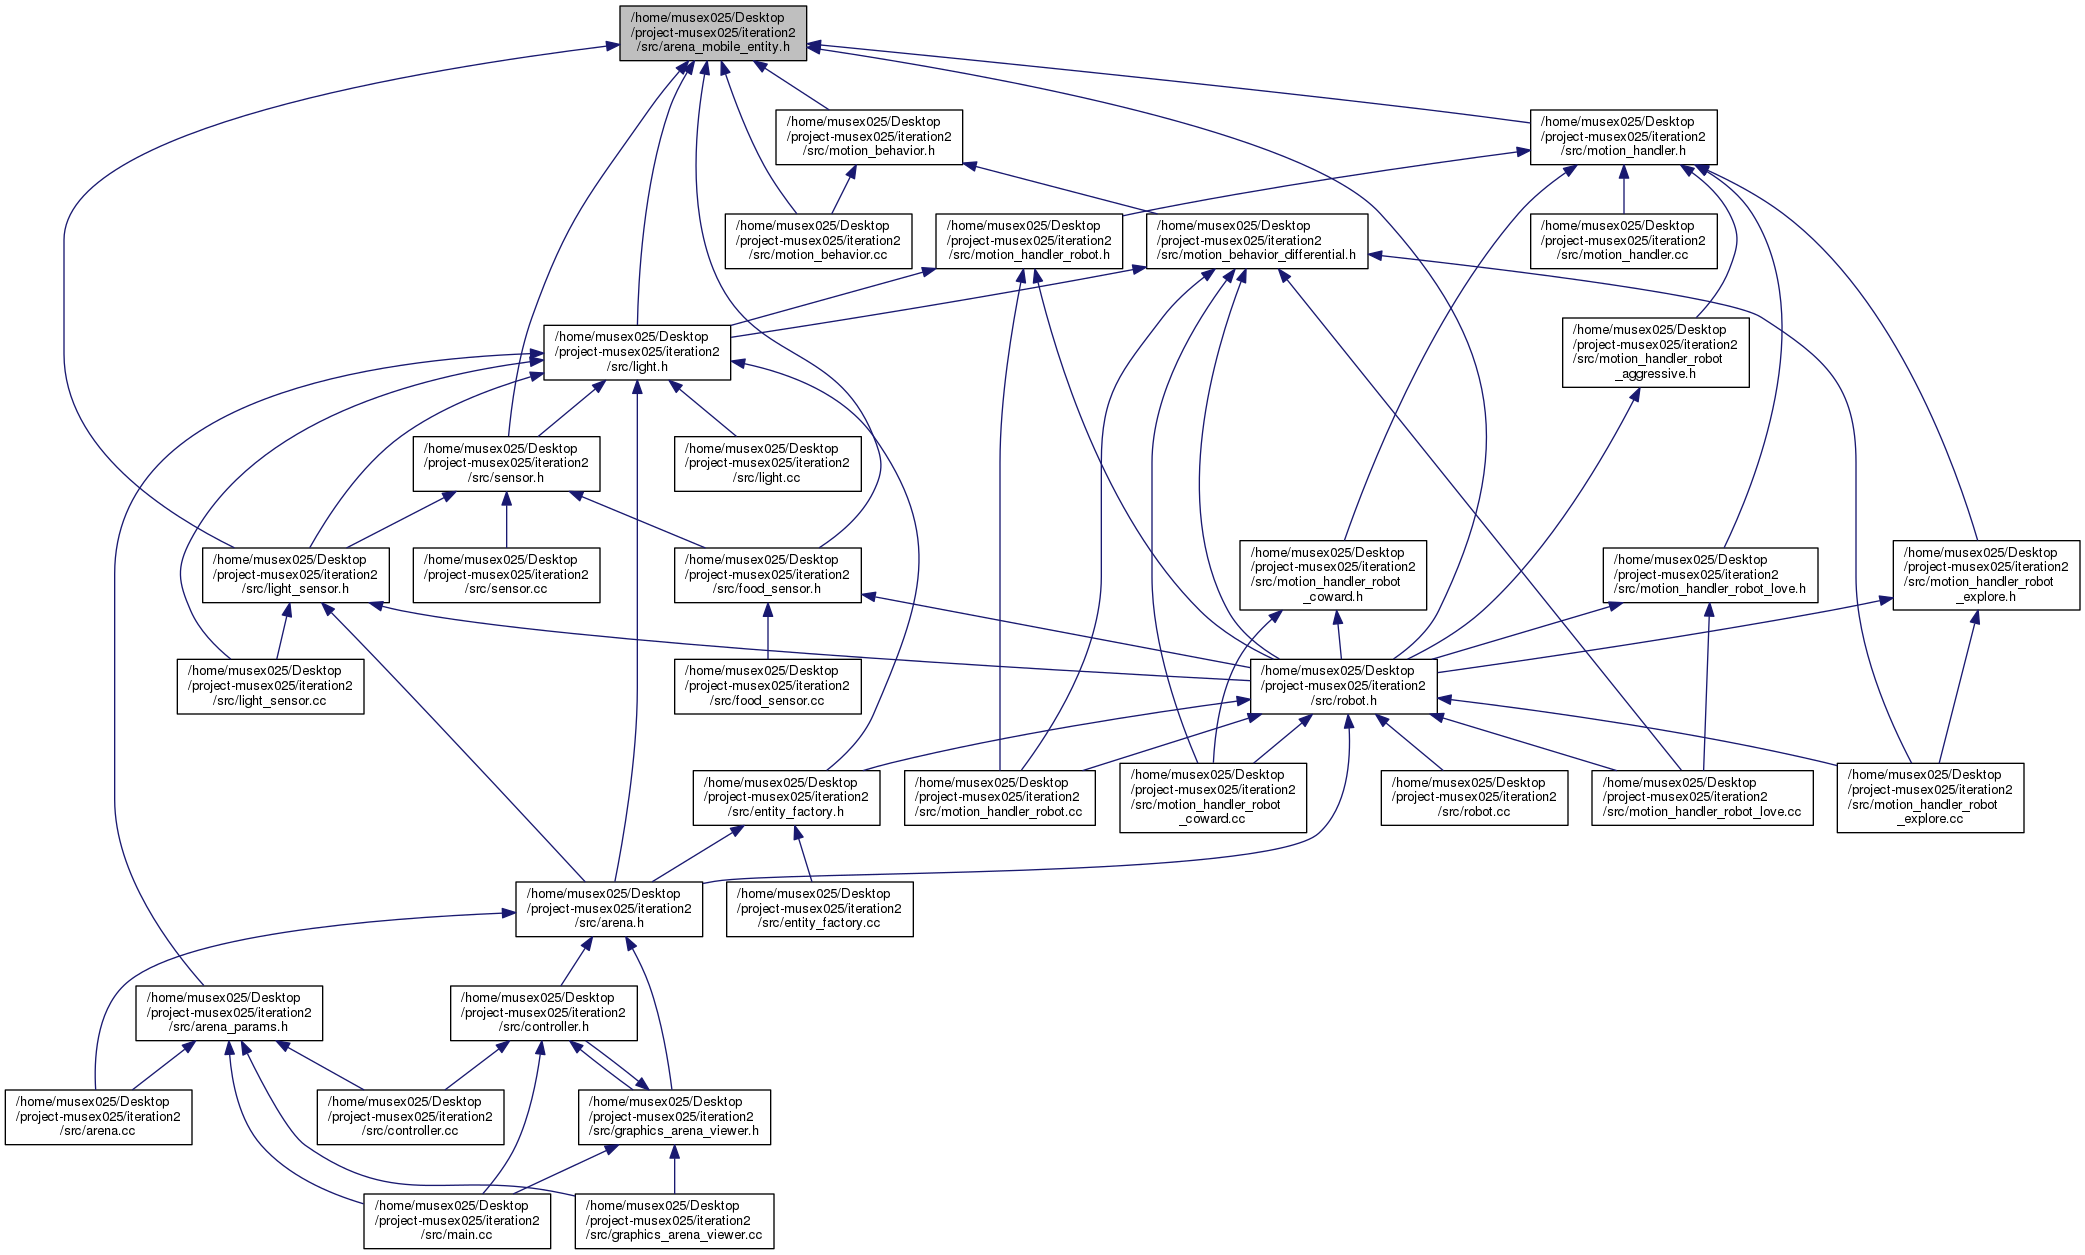 /home/musex025/Desktop
/project-musex025/iteration2
/src/arena_mobile_entity.h
/home/musex025/Desktop
/project-musex025/iteration2
/src/motion_behavior.h
/home/musex025/Desktop
/project-musex025/iteration2
/src/motion_handler.h
/home/musex025/Desktop
/project-musex025/iteration2
/src/motion_behavior.cc
/home/musex025/Desktop
/project-musex025/iteration2
/src/motion_handler_robot.h
/home/musex025/Desktop
/project-musex025/iteration2
/src/motion_behavior_differential.h
/home/musex025/Desktop
/project-musex025/iteration2
/src/motion_handler.cc
/home/musex025/Desktop
/project-musex025/iteration2
/src/light.h
/home/musex025/Desktop
/project-musex025/iteration2
/src/motion_handler_robot
_aggressive.h
/home/musex025/Desktop
/project-musex025/iteration2
/src/sensor.h
/home/musex025/Desktop
/project-musex025/iteration2
/src/light.cc
/home/musex025/Desktop
/project-musex025/iteration2
/src/light_sensor.h
/home/musex025/Desktop
/project-musex025/iteration2
/src/sensor.cc
/home/musex025/Desktop
/project-musex025/iteration2
/src/food_sensor.h
/home/musex025/Desktop
/project-musex025/iteration2
/src/motion_handler_robot
_coward.h
/home/musex025/Desktop
/project-musex025/iteration2
/src/motion_handler_robot_love.h
/home/musex025/Desktop
/project-musex025/iteration2
/src/motion_handler_robot
_explore.h
/home/musex025/Desktop
/project-musex025/iteration2
/src/light_sensor.cc
/home/musex025/Desktop
/project-musex025/iteration2
/src/food_sensor.cc
/home/musex025/Desktop
/project-musex025/iteration2
/src/robot.h
/home/musex025/Desktop
/project-musex025/iteration2
/src/entity_factory.h
/home/musex025/Desktop
/project-musex025/iteration2
/src/motion_handler_robot.cc
/home/musex025/Desktop
/project-musex025/iteration2
/src/motion_handler_robot
_coward.cc
/home/musex025/Desktop
/project-musex025/iteration2
/src/robot.cc
/home/musex025/Desktop
/project-musex025/iteration2
/src/motion_handler_robot_love.cc
/home/musex025/Desktop
/project-musex025/iteration2
/src/motion_handler_robot
_explore.cc
/home/musex025/Desktop
/project-musex025/iteration2
/src/arena.h
/home/musex025/Desktop
/project-musex025/iteration2
/src/entity_factory.cc
/home/musex025/Desktop
/project-musex025/iteration2
/src/arena_params.h
/home/musex025/Desktop
/project-musex025/iteration2
/src/controller.h
/home/musex025/Desktop
/project-musex025/iteration2
/src/arena.cc
/home/musex025/Desktop
/project-musex025/iteration2
/src/controller.cc
/home/musex025/Desktop
/project-musex025/iteration2
/src/graphics_arena_viewer.h
/home/musex025/Desktop
/project-musex025/iteration2
/src/main.cc
/home/musex025/Desktop
/project-musex025/iteration2
/src/graphics_arena_viewer.cc